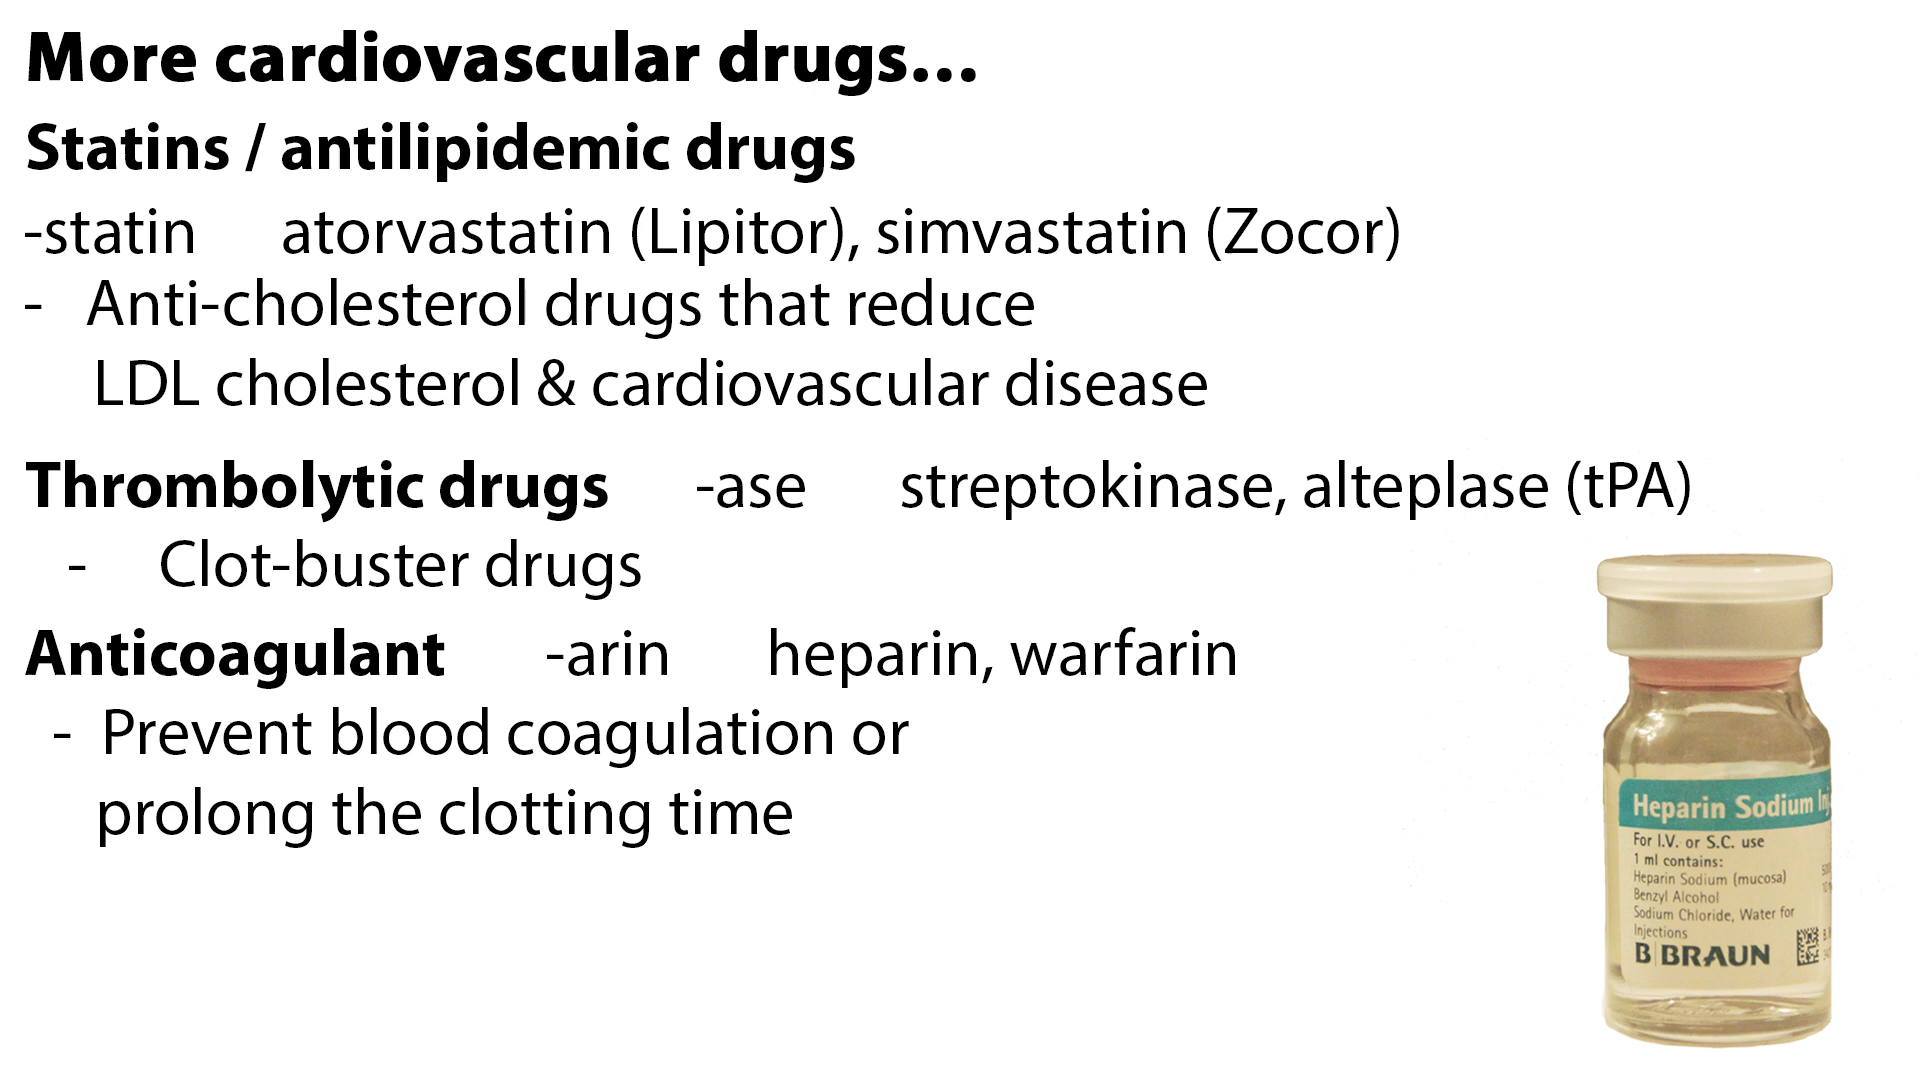 More cardiovascular drugs...
Statins / antilipidemic drugs
-statin atorvastatin (Lipitor), simvastatin (Zocor)
- Anti-cholesterol drugs that reduce
LDL cholesterol & cardiovascular disease
Thrombolytic drugs -ase streptokinase, alteplase (tPA)
- Clot-buster drugs
Anticoagulant -arin heparin, warfarin
- Prevent blood coagulation or
prolong the clotting time
Heparin Sodium
For I.V. or S.C. use
1 ml contains:
Heparin Sodium (mucosa)
Benzyl Alcohol
Sodium Chloride, Water for
Injections
B BRAUN